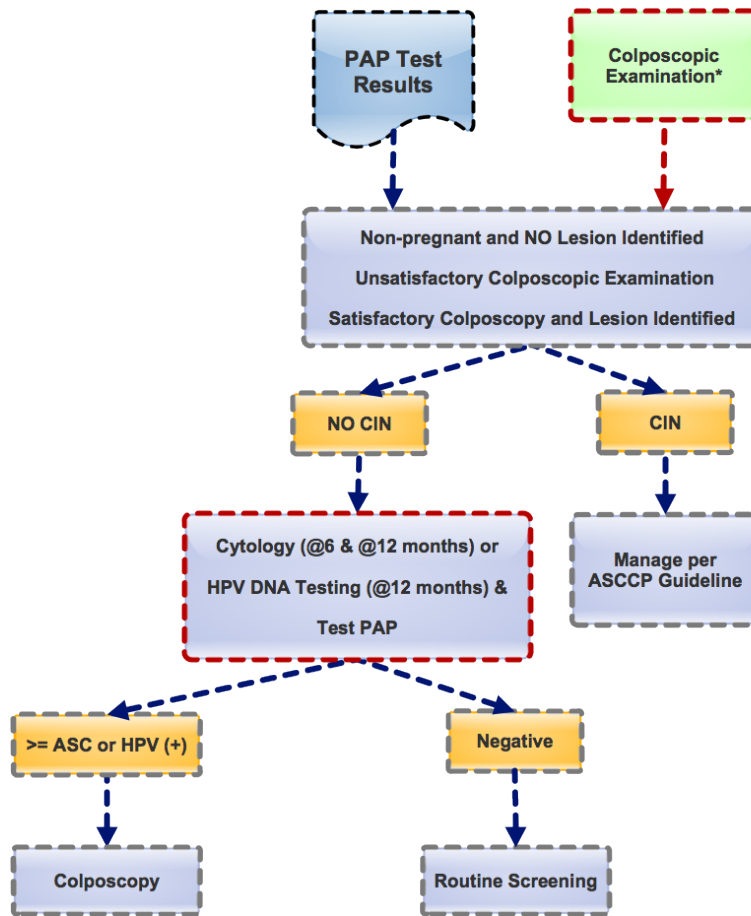 PAP Test
Results
Colposcopic
Examination*
Non-pregnant and NO Lesion Identified
Unsatisfactory Colposcopic Examination
Satisfactory Colposcopy and Lesion Identified
NO CIN
CIN
Cytology (@6 & @12 months) or
HPV DNA Testing (@12 months) &
Test PAP
Manage per
ASCCP Guideline
>= ASC or HPV (+)
Negative
Colposcopy
Routine Screening